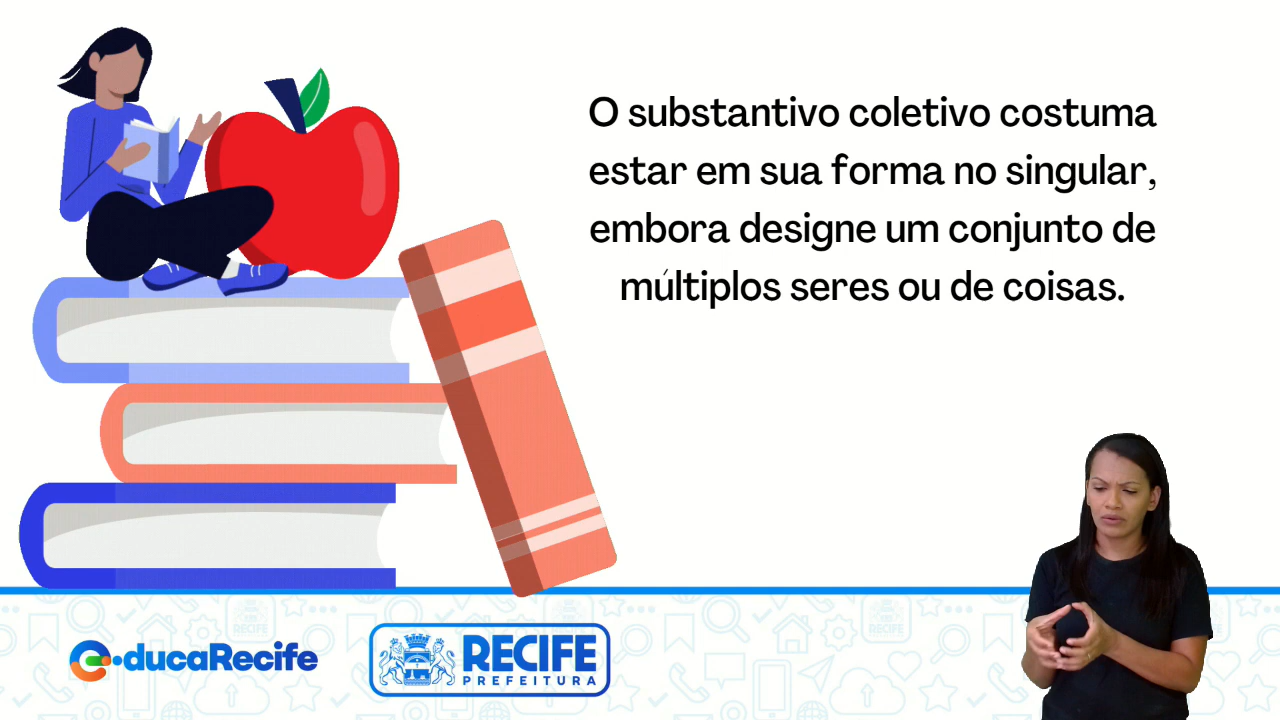 O substantivo coletivo costuma
estar em sua forma no singular,
embora designe um conjunto de
múltiplos seres ou de coisas.
educaRecife
RECIFE
PREFEITURA